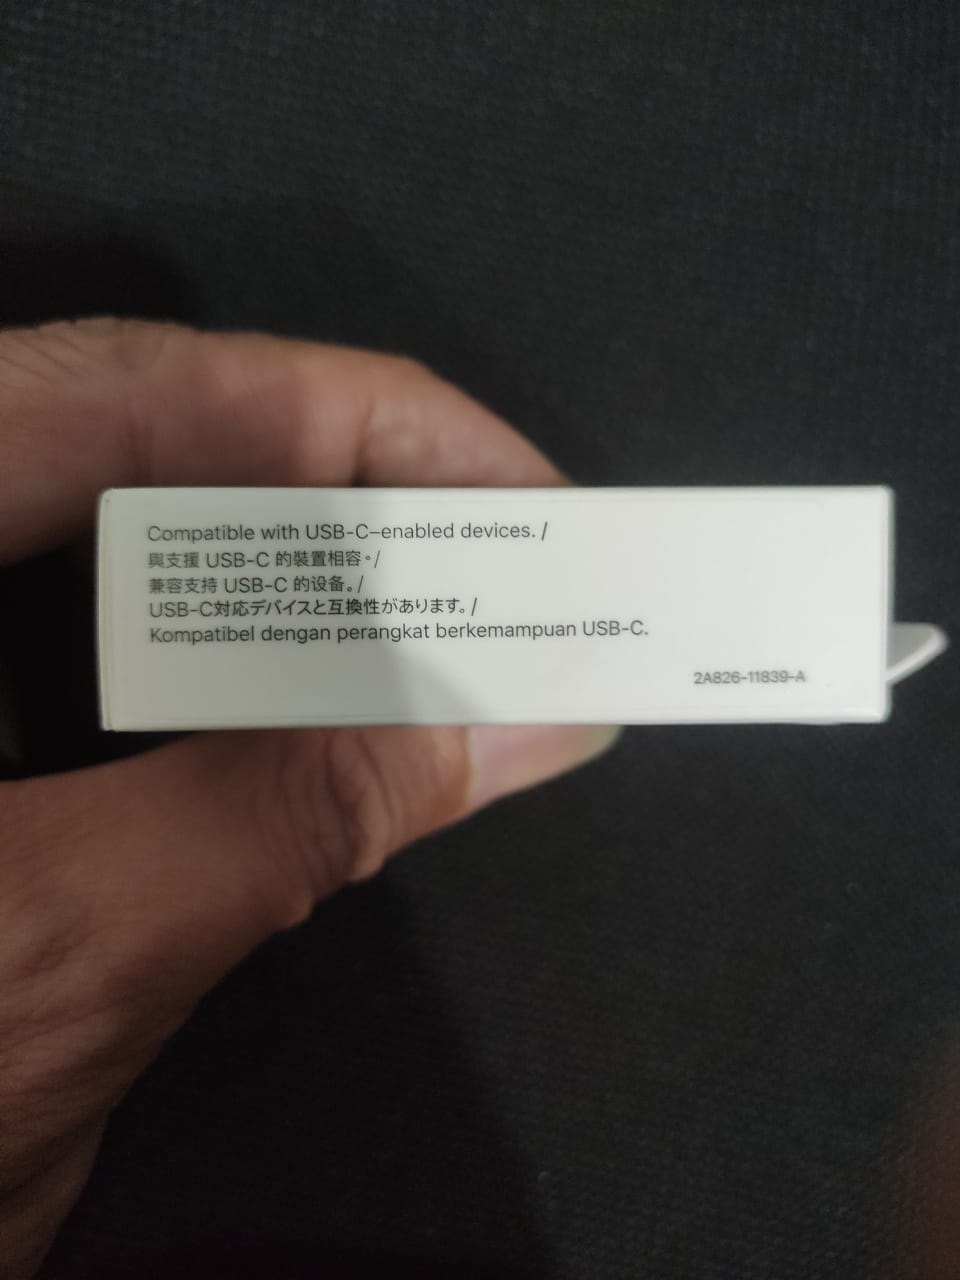 Compatible with USB-C–enabled devices. /
與支援 USB-C 的裝置相容。/
兼容支持 USB-C 的设备。/
USB-C対応デバイスと互換性があります。/
Kompatibel dengan perangkat berkemampuan USB-C.
2A826-11839-A